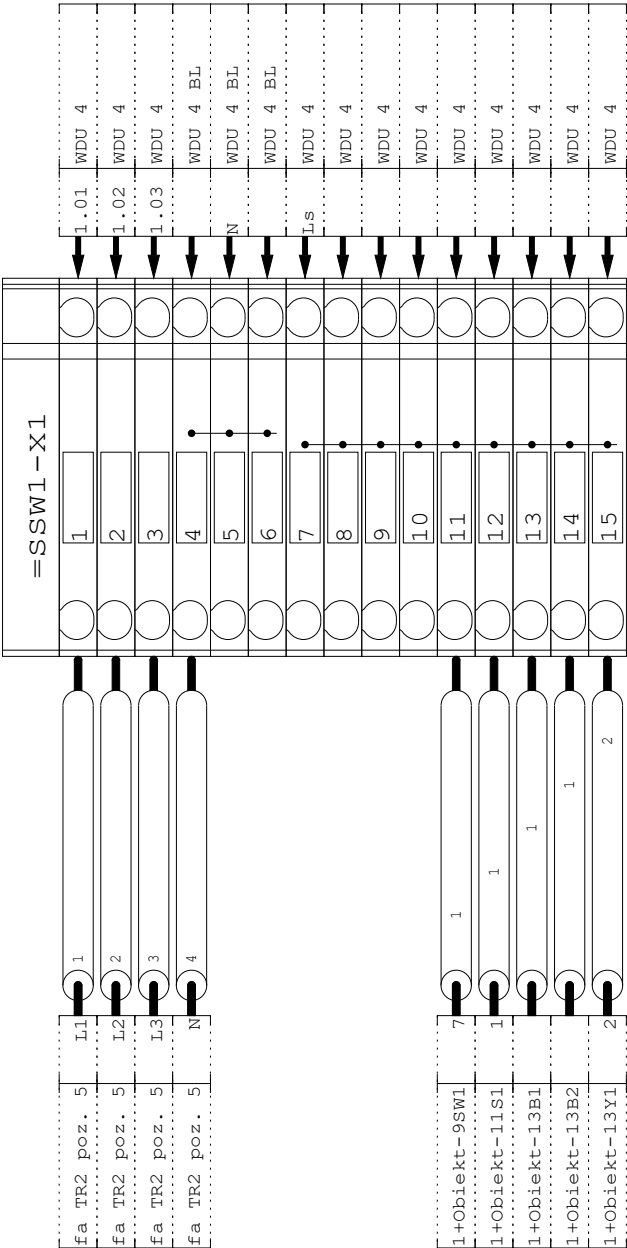 WDU 4
WDU 4
WDU 4
WDU 4 BL
WDU 4 BL
WDU 4 BL
WDU 4
WDU 4
WDU 4
WDU 4
WDU 4
WDU 4
WDU 4
WDU 4
WDU 4
1.01
1.02
1.03
N
Ls
=SSW1-X1
1
2
3
4
5
6
7
8
9
10
11
12
13
14
15
1
2
3
4
1
1
1
1
2
L1
L2
L3
N
7
1
2
fa TR2 poz. 5
fa TR2 poz. 5
fa TR2 poz. 5
fa TR2 poz. 5
1+Obiekt-9SW1
1+Obiekt-11S1
1+Obiekt-13B1
1+Obiekt-13B2
1+Obiekt-13Y1